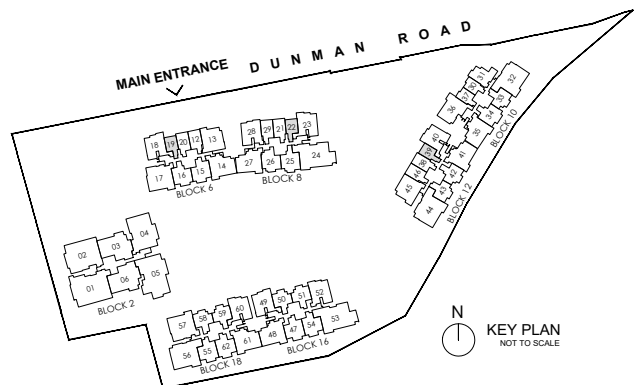 DUNMAN ROAD
MAIN ENTRANCE
18 19 20 12 13
17 16 15 14
BLOCK 6
28 29 21 22 23
27 26 25 24
BLOCK 8
31
30
37
32
36
33
34
35
BLOCK 10
40
39
38
41
46
42
45
43
44
BLOCK 12
02 03 04
01 06 05
BLOCK 2
57 58 59 60
56 55 62 61
BLOCK 18
49 50 51 52
48 47 54 53
BLOCK 16
N
KEY PLAN
NOT TO SCALE